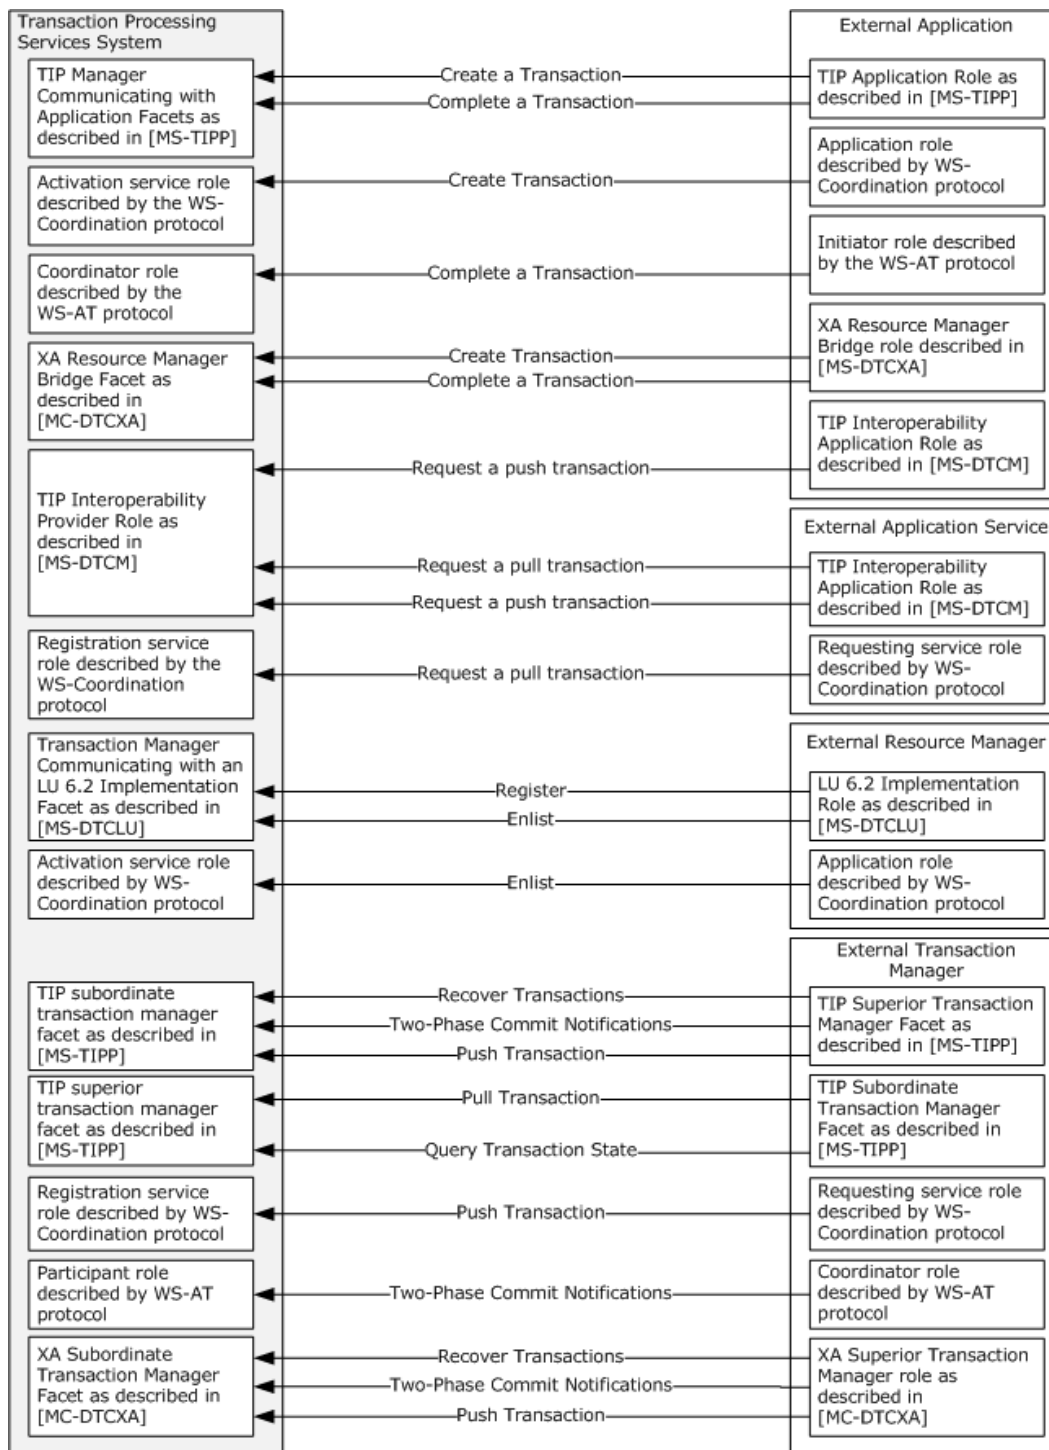 Transaction Processing
Services System
External Application
TIP Manager
Communicating with
Application Facets as
described in [MS-TIPP]
Create a Transaction
Complete a Transaction
TIP Application Role as
described in [MS-TIPP]
Activation service role
described by the WS-
Coordination protocol
Create Transaction
Application role
described by WS-
Coordination protocol
Coordinator role
described by the
WS-AT protocol
Complete a Transaction
Initiator role described
by the WS-AT protocol
XA Resource Manager
Bridge Facet as
described in
[MC-DTCXA]
Create Transaction
Complete a Transaction
XA Resource Manager
Bridge role described in
[MS-DTCXA]
TIP Interoperability
Provider Role as
described in
[MS-DTCM]
Request a push transaction
TIP Interoperability
Application Role as
described in [MS-DTCM]
External Application Service
Request a pull transaction
Request a push transaction
TIP Interoperability
Application Role as
described in [MS-DTCM]
Registration service
role described by the
WS-Coordination
protocol
Request a pull transaction
Requesting service role
described by WS-
Coordination protocol
External Resource Manager
Transaction Manager
Communicating with an
LU 6.2 Implementation
Facet as described in
[MS-DTCLU]
Register
Enlist
LU 6.2 Implementation
Role as described in
[MS-DTCLU]
Activation service role
described by WS-
Coordination protocol
Enlist
Application role
described by WS-
Coordination protocol
External Transaction
Manager
TIP subordinate
transaction manager
facet as described in
[MS-TIPP]
Recover Transactions
Two-Phase Commit Notifications
Push Transaction
TIP Superior Transaction
Manager Facet as
described in [MS-TIPP]
TIP superior
transaction manager
facet as described in
[MS-TIPP]
Pull Transaction
Query Transaction State
TIP Subordinate
Transaction Manager
Facet as described in
[MS-TIPP]
Registration service
role described by WS-
Coordination protocol
Push Transaction
Requesting service role
described by WS-
Coordination protocol
Participant role
described by WS-AT
protocol
Two-Phase Commit Notifications
Coordinator role
described by WS-AT
protocol
XA Subordinate
Transaction Manager
Facet as described in
[MC-DTCXA]
Recover Transactions
Two-Phase Commit Notifications
Push Transaction
XA Superior Transaction
Manager role as
described in
[MC-DTCXA]